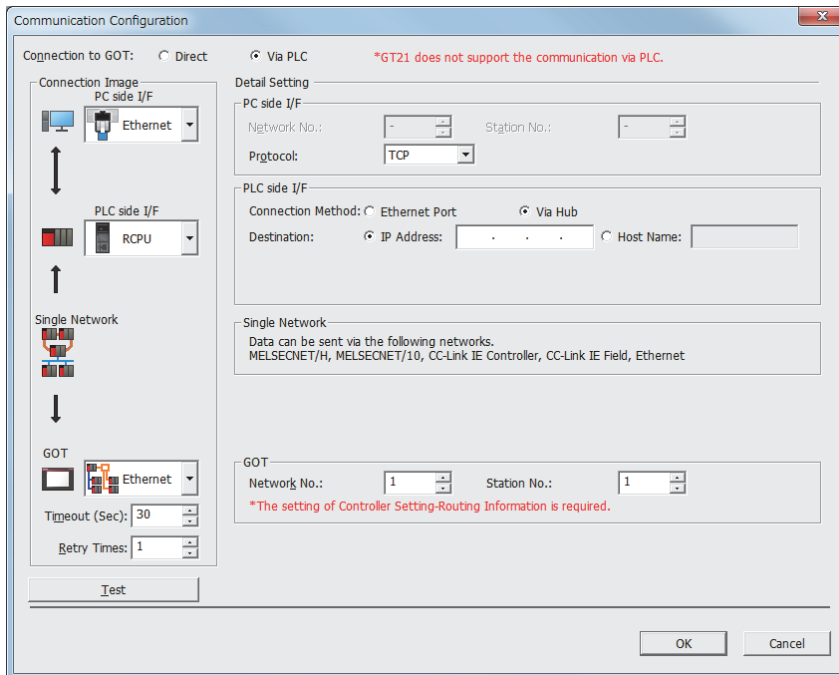 Communication Configuration
Connection to GOT: Direct Via PLC *GT21 does not support the communication via PLC.
Connection Image
PC side I/F
Ethernet
PLC side I/F
RCPU
Single Network
GOT
Ethernet
Timeout (Sec): 30
Retry Times: 1
Test
Detail Setting
PC side I/F
Network No.: - Station No.: -
Protocol: TCP
PLC side I/F
Connection Method: Ethernet Port Via Hub
Destination: IP Address: . . . Host Name:
Single Network
Data can be sent via the following networks.
MELSECNET/H, MELSECNET/10, CC-Link IE Controller, CC-Link IE Field, Ethernet
GOT
Network No.: 1 Station No.: 1
*The setting of Controller Setting-Routing Information is required.
OK Cancel